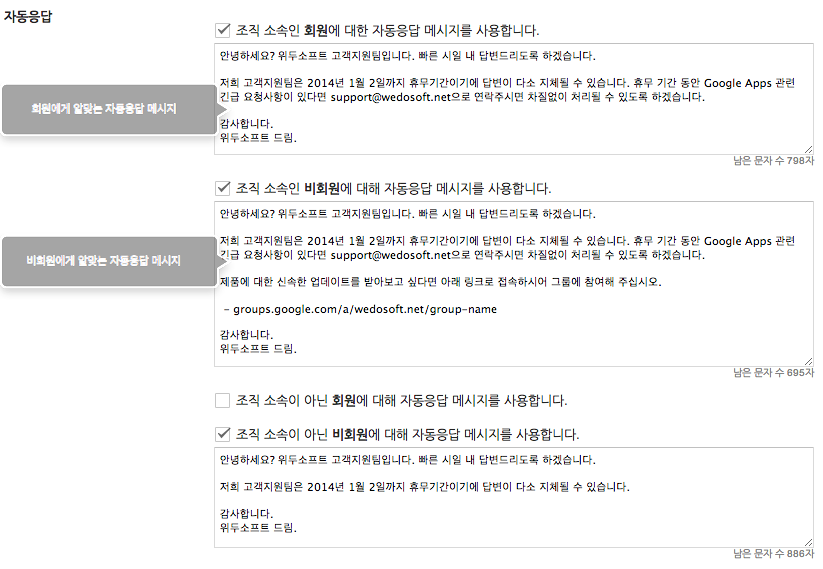 자동응답
조직 소속인 회원에 대한 자동응답 메시지를 사용합니다.
안녕하세요? 위두소프트 고객지원팀입니다. 빠른 시일 내 답변드리도록 하겠습니다.
저희 고객지원팀은 2014년 1월 2일까지 휴무기간이기에 답변이 다소 지체될 수 있습니다. 휴무 기간 동안 Google Apps 관련
긴급 요청사항이 있다면 support@wedosoft.net으로 연락주시면 차질없이 처리될 수 있도록 하겠습니다.
회원에게 알맞는 자동응답 메시지
감사합니다.
위두소프트 드림.
남은 문자 수 798자
조직 소속인 비회원에 대해 자동응답 메시지를 사용합니다.
안녕하세요? 위두소프트 고객지원팀입니다. 빠른 시일 내 답변드리도록 하겠습니다.
저희 고객지원팀은 2014년 1월 2일까지 휴무기간이기에 답변이 다소 지체될 수 있습니다. 휴무 기간 동안 Google Apps 관련
긴급 요청사항이 있다면 support@wedosoft.net으로 연락주시면 차질없이 처리될 수 있도록 하겠습니다.
비회원에게 알맞는 자동응답 메시지
제품에 대한 신속한 업데이트를 받아보고 싶다면 아래 링크로 접속하시어 그룹에 참여해 주십시오.
- groups.google.com/a/wedosoft.net/group-name
감사합니다.
위두소프트 드림.
남은 문자 수 695자
조직 소속이 아닌 회원에 대해 자동응답 메시지를 사용합니다.
조직 소속이 아닌 비회원에 대해 자동응답 메시지를 사용합니다.
안녕하세요? 위두소프트 고객지원팀입니다. 빠른 시일 내 답변드리도록 하겠습니다.
저희 고객지원팀은 2014년 1월 2일까지 휴무기간이기에 답변이 다소 지체될 수 있습니다.
감사합니다.
위두소프트 드림.
남은 문자 수 886자